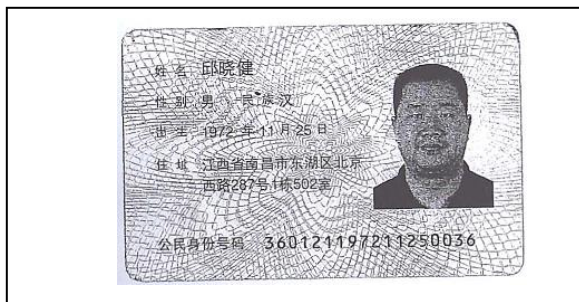 姓名 邱晓健
性别 男 民族 汉
出生 1972 年 11 月 25 日
住址 江西省南昌市东湖区北京
西路287号1栋502室
公民身份号码 360121197211250036